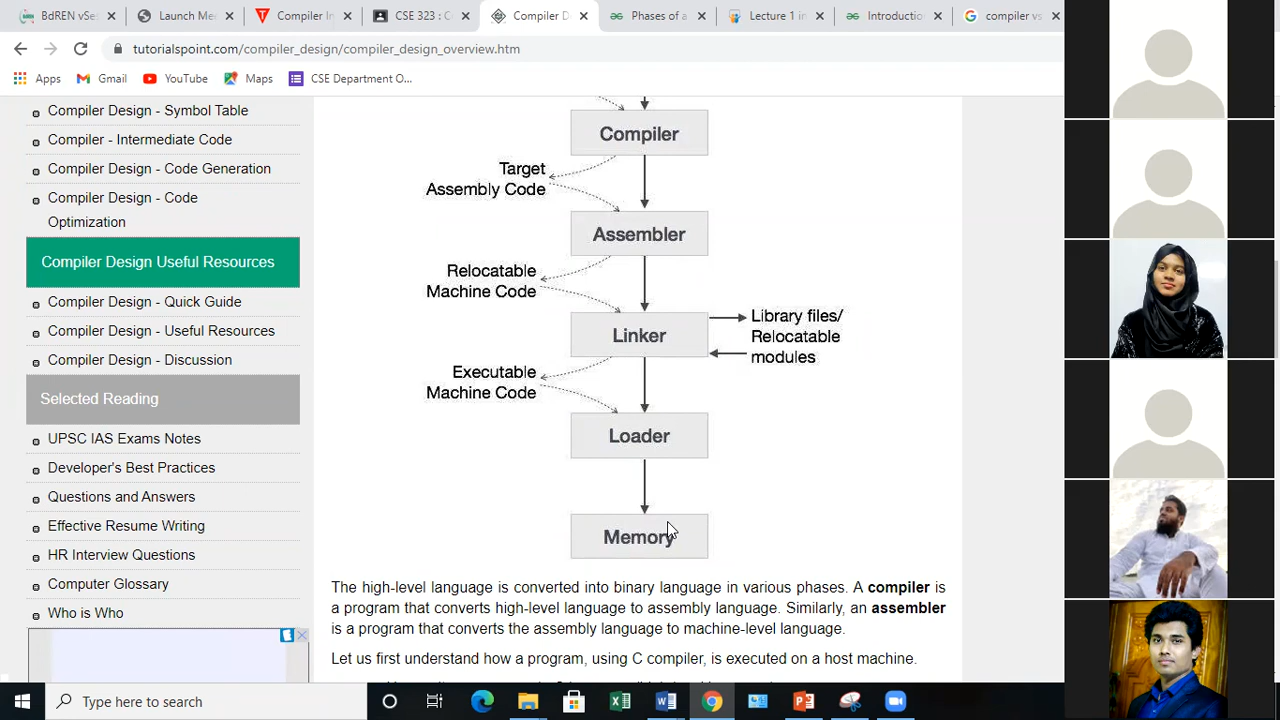 BdREN vSe
Launch Me
Compiler In
CSE 323 : C
Compiler D
Phases of a
Lecture 1 in
Introduction
compiler vs
tutorialspoint.com/compiler_design/compiler_design_overview.htm
Apps
Gmail
YouTube
Maps
CSE Department O...
Compiler Design - Symbol Table
Compiler - Intermediate Code
Compiler Design - Code Generation
Compiler Design - Code
Optimization
Compiler Design Useful Resources
Compiler Design - Quick Guide
Compiler Design - Useful Resources
Compiler Design - Discussion
Selected Reading
UPSC IAS Exams Notes
Developer's Best Practices
Questions and Answers
Effective Resume Writing
HR Interview Questions
Computer Glossary
Who is Who
Compiler
Target
Assembly Code
Assembler
Relocatable
Machine Code
Linker
Library files/
Relocatable
modules
Executable
Machine Code
Loader
Memory
The high-level language is converted into binary language in various phases. A compiler is
a program that converts high-level language to assembly language. Similarly, an assembler
is a program that converts the assembly language to machine-level language.
Let us first understand how a program, using C compiler, is executed on a host machine.
Type here to search